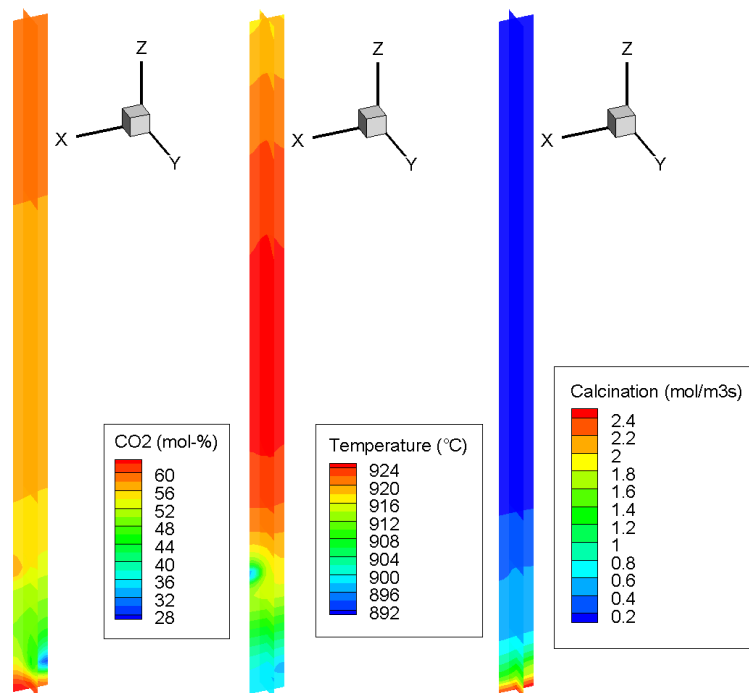 Z
X
Y
Z
X
Y
Z
X
Y
CO2 (mol-%)
60
56
52
48
44
40
36
32
28
Temperature (°C)
924
920
916
912
908
904
900
896
892
Calcination (mol/m3s)
2.4
2.2
2
1.8
1.6
1.4
1.2
1
0.8
0.6
0.4
0.2